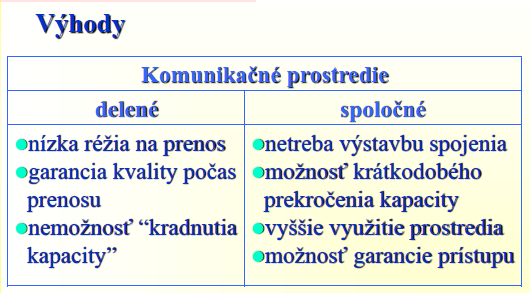 Výhody
Komunikačné prostredie
delené
spoločné
nízka réžia na prenos
garancia kvality počas
prenosu
nemožnosť “kradnutia
kapacity”
netreba výstavbu spojenia
možnosť krátkodobého
prekročenia kapacity
vyššie využitie prostredia
možnosť garancie prístupu